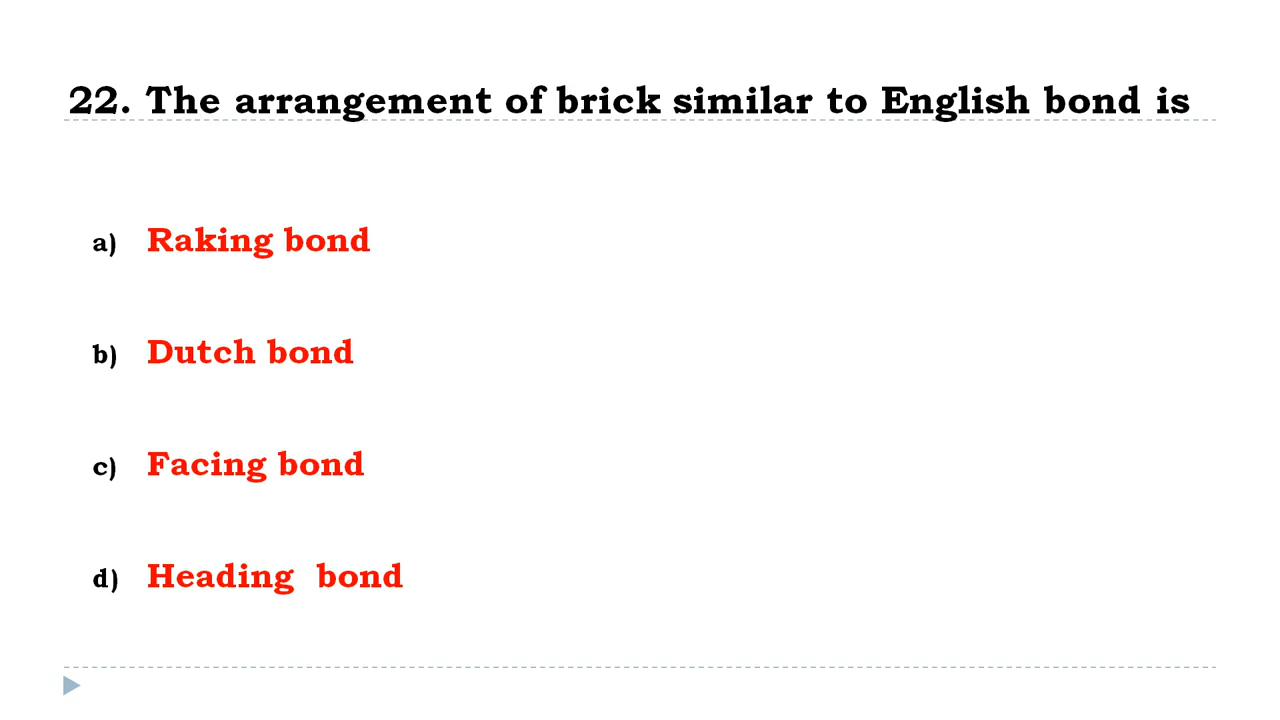 22. The arrangement of brick similar to English bond is
a) Raking bond
b) Dutch bond
c) Facing bond
d) Heading bond